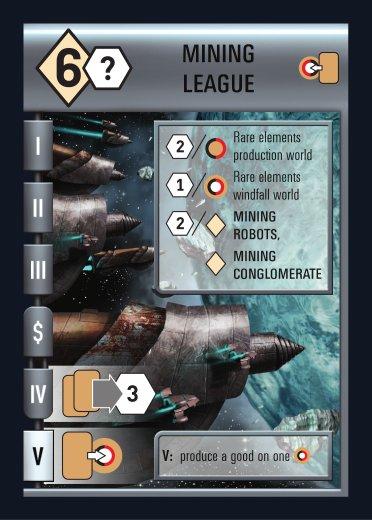 6 ?
MINING
LEAGUE
I
2 / Rare elements
production world
1 / Rare elements
windfall world
2 / MINING
ROBOTS,
MINING
CONGLOMERATE
II
III
$
IV 3
V
V: produce a good on one